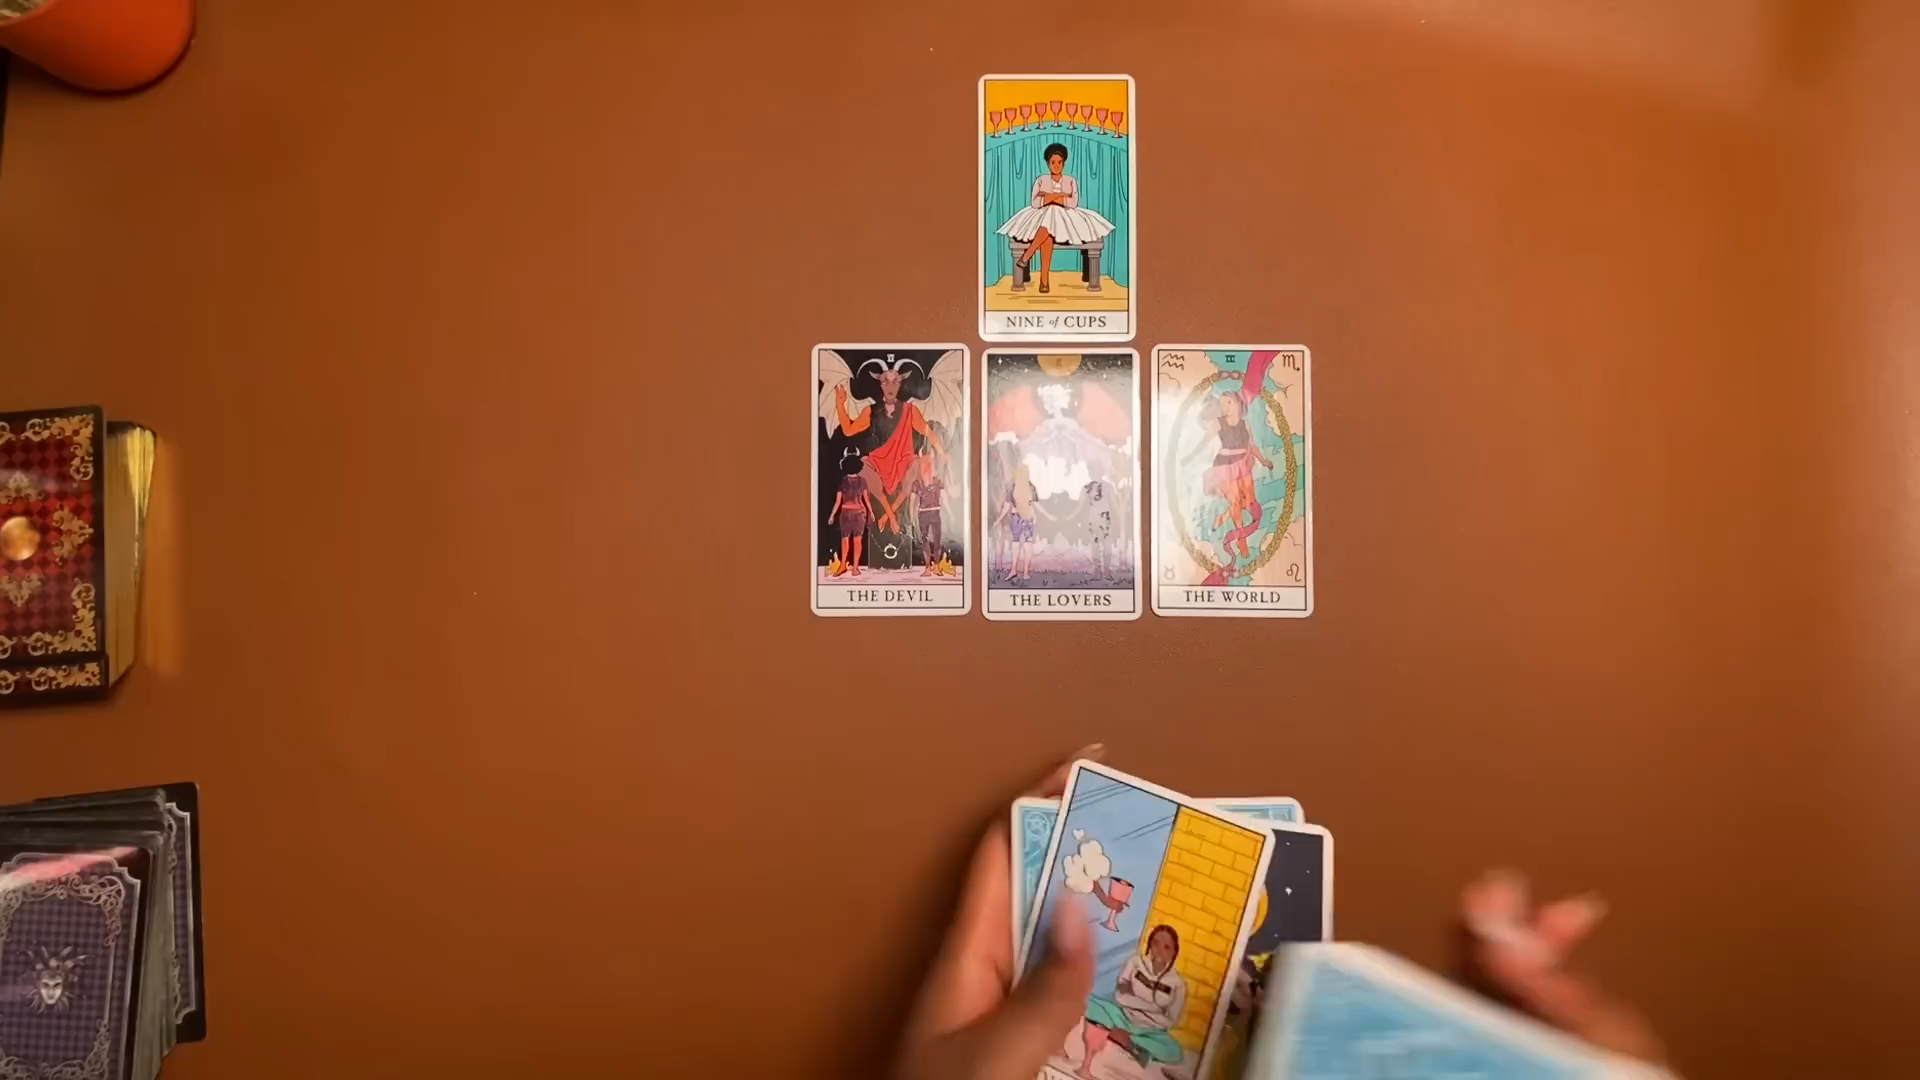 NINE of CUPS
THE DEVIL
THE LOVERS
THE WORLD